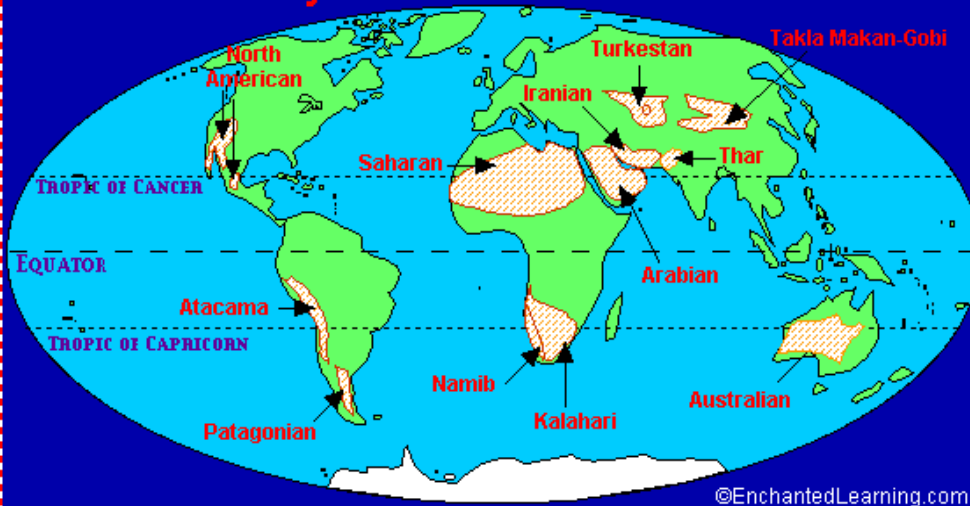 North
American
Turkestan
Takla Makan-Gobi
Iranian
Saharan
Thar
TROPIC OF CANCER
EQUATOR
Arabian
Atacama
TROPIC OF CAPRICORN
Namib
Kalahari
Australian
Patagonian
©EnchantedLearning.com